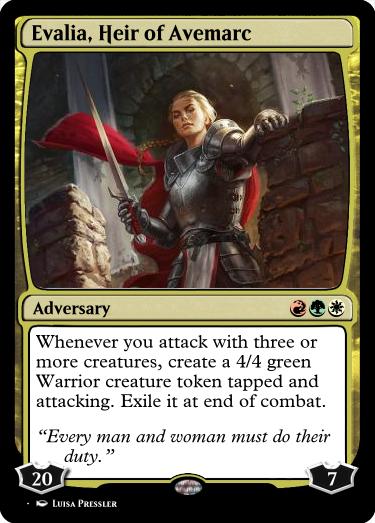 Evalia, Heir of Avemarc
Adversary
Whenever you attack with three or
more creatures, create a 4/4 green
Warrior creature token tapped and
attacking. Exile it at end of combat.
“Every man and woman must do their
duty.”
20
7
Luisa Pressler